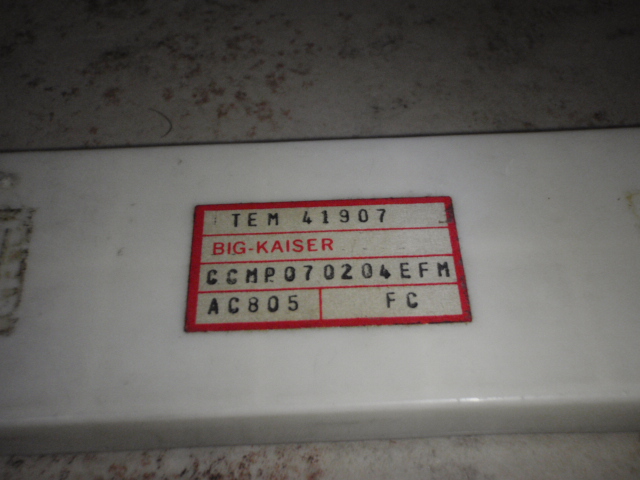 TEM 41907
BIG-KAISER
CCMP070204EFM
AC805 FC